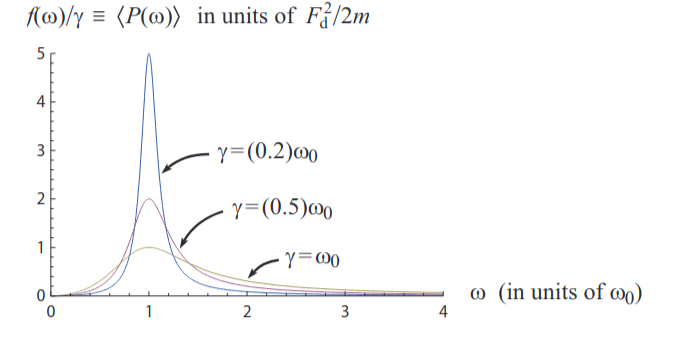 f(ω)/γ ≡ ⟨P(ω)⟩ in units of F_d^2/2m
5
4
3
γ=(0.2)ω0
2
γ=(0.5)ω0
1
γ=ω0
0
ω (in units of ω0)
0 1 2 3 4